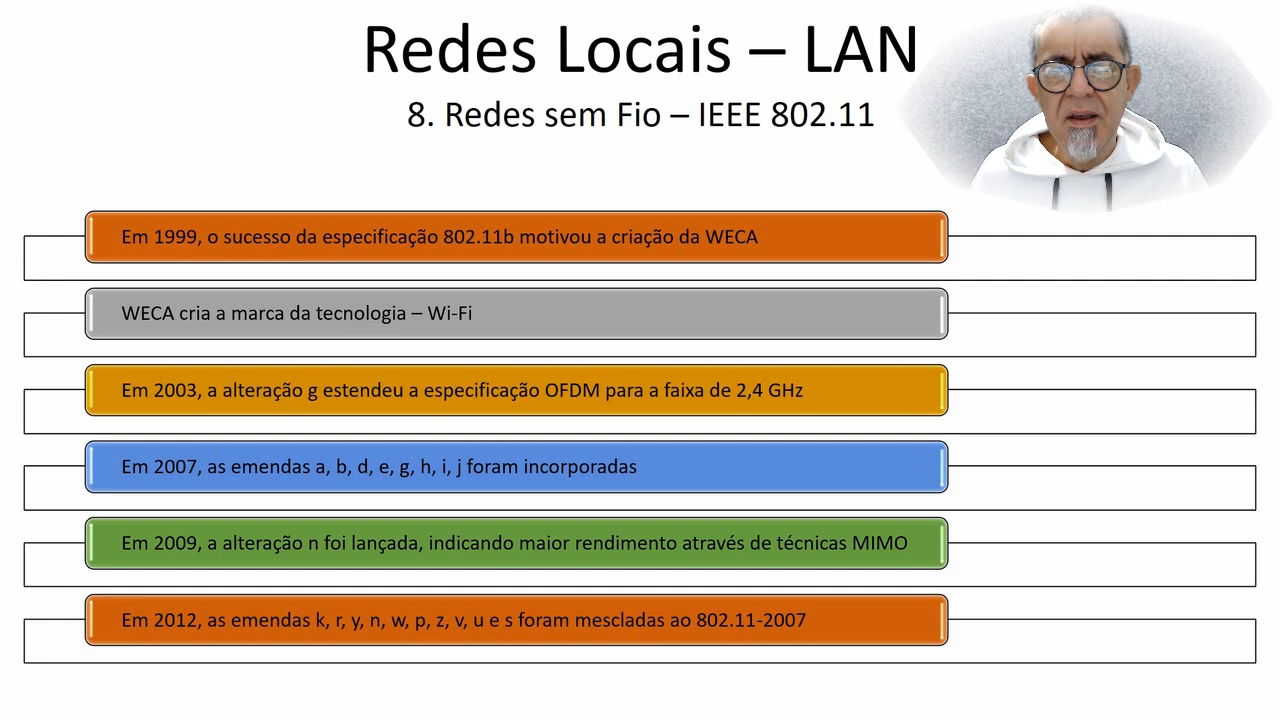 Redes Locais – LAN
8. Redes sem Fio – IEEE 802.11
Em 1999, o sucesso da especificação 802.11b motivou a criação da WECA
WECA cria a marca da tecnologia – Wi-Fi
Em 2003, a alteração g estendeu a especificação OFDM para a faixa de 2,4 GHz
Em 2007, as emendas a, b, d, e, g, h, i, j foram incorporadas
Em 2009, a alteração n foi lançada, indicando maior rendimento através de técnicas MIMO
Em 2012, as emendas k, r, y, n, w, p, z, v, u e s foram mescladas ao 802.11-2007